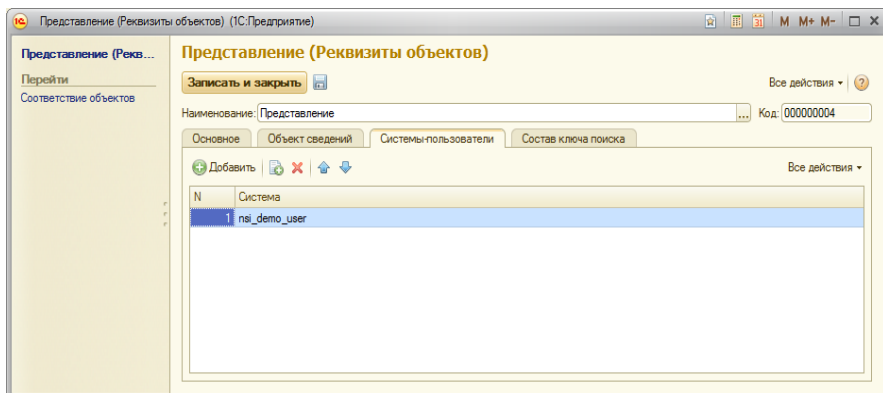 Представление (Реквизиты объектов) (1С:Предприятие)
M M+ M-
Представление (Рекв...
Перейти
Соответствие объектов
Представление (Реквизиты объектов)
Записать и закрыть
Все действия
Наименование: Представление ... Код: 000000004
Основное Объект сведений Системы-пользователи Состав ключа поиска
Добавить Все действия
N Система
1 nsi_demo_user